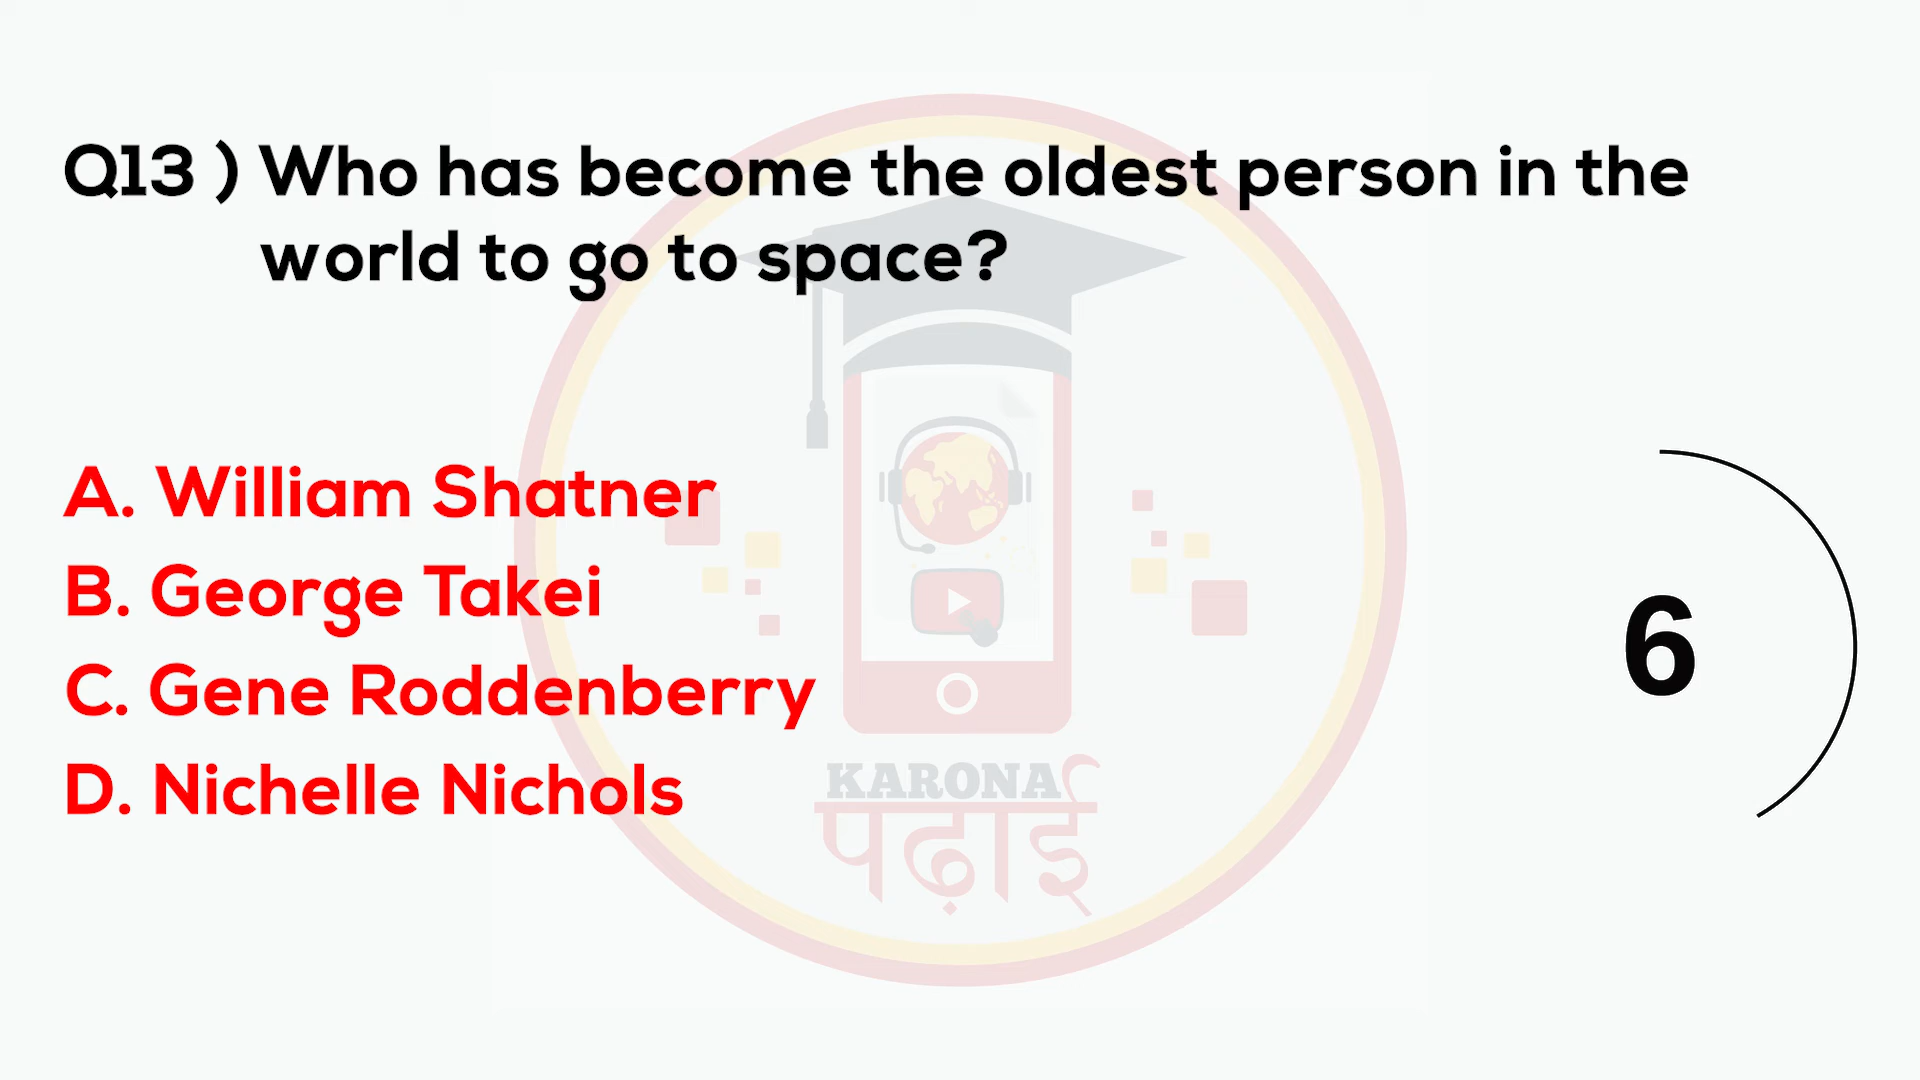 Q13 ) Who has become the oldest person in the
world to go to space?
A. William Shatner
B. George Takei
C. Gene Roddenberry
D. Nichelle Nichols
6
KARONA
पढ़ाई